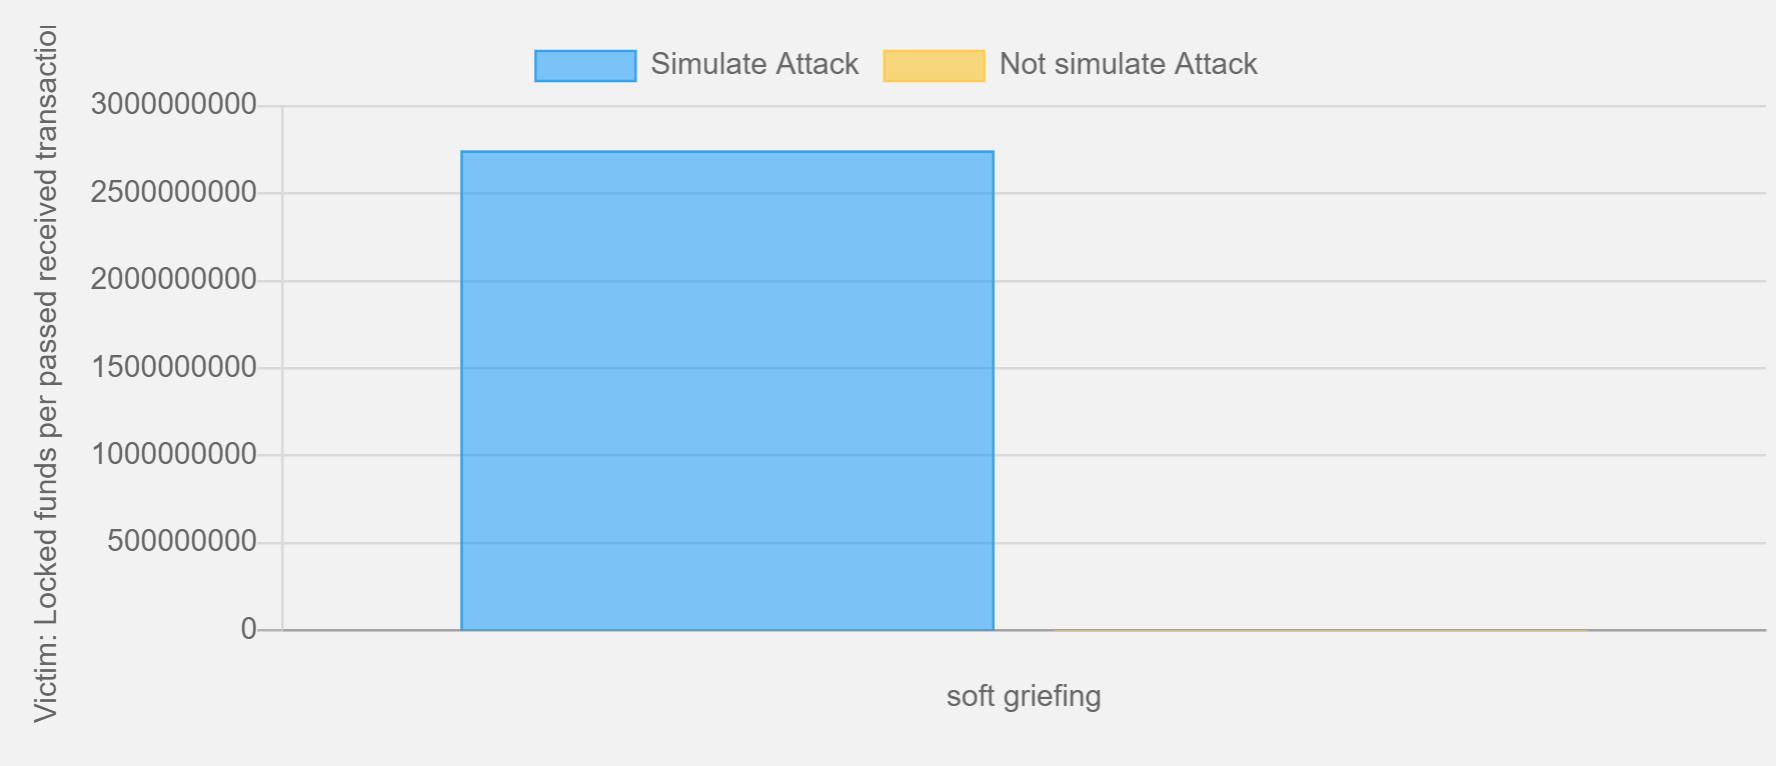 Simulate Attack
Not simulate Attack
Victim: Locked funds per passed received
3000000000
2500000000
2000000000
1500000000
1000000000
500000000
0
soft griefing